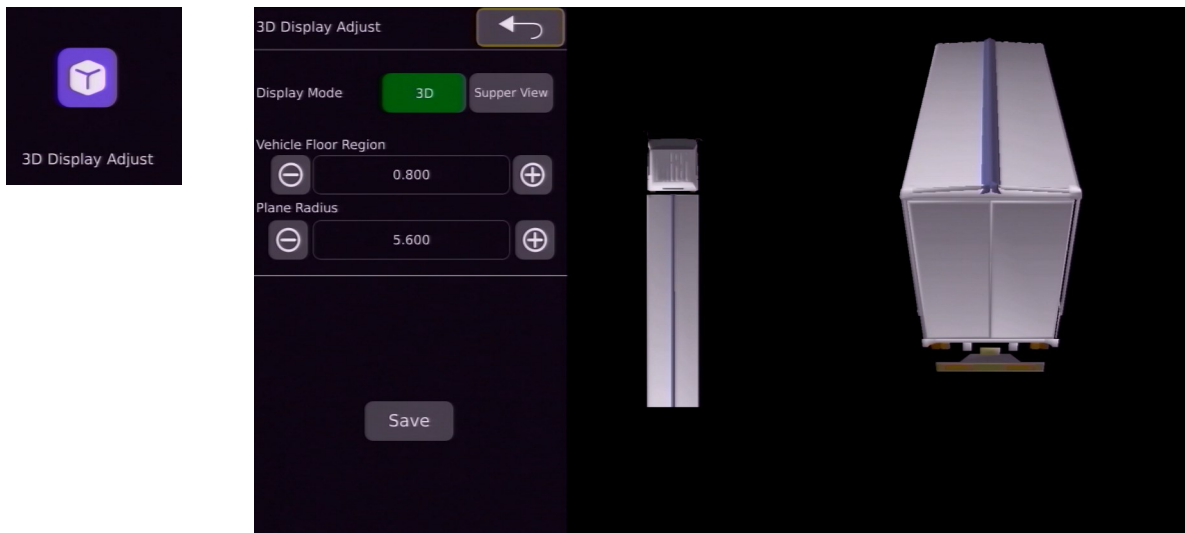 3D Display Adjust
3D Display Adjust
Display Mode
3D
Supper View
Vehicle Floor Region
0.800
Plane Radius
5.600
Save